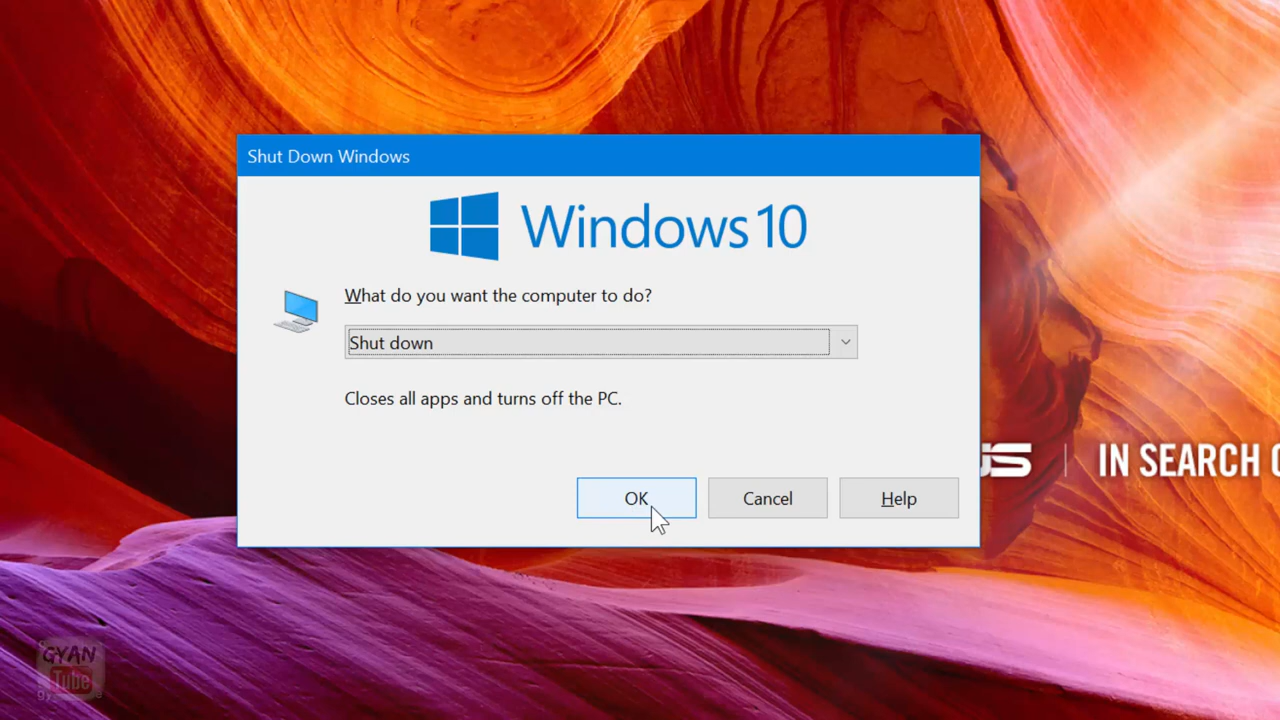 Shut Down Windows
Windows 10
What do you want the computer to do?
Shut down
Closes all apps and turns off the PC.
OK
Cancel
Help
IN SEARCH
GYAN
Tube